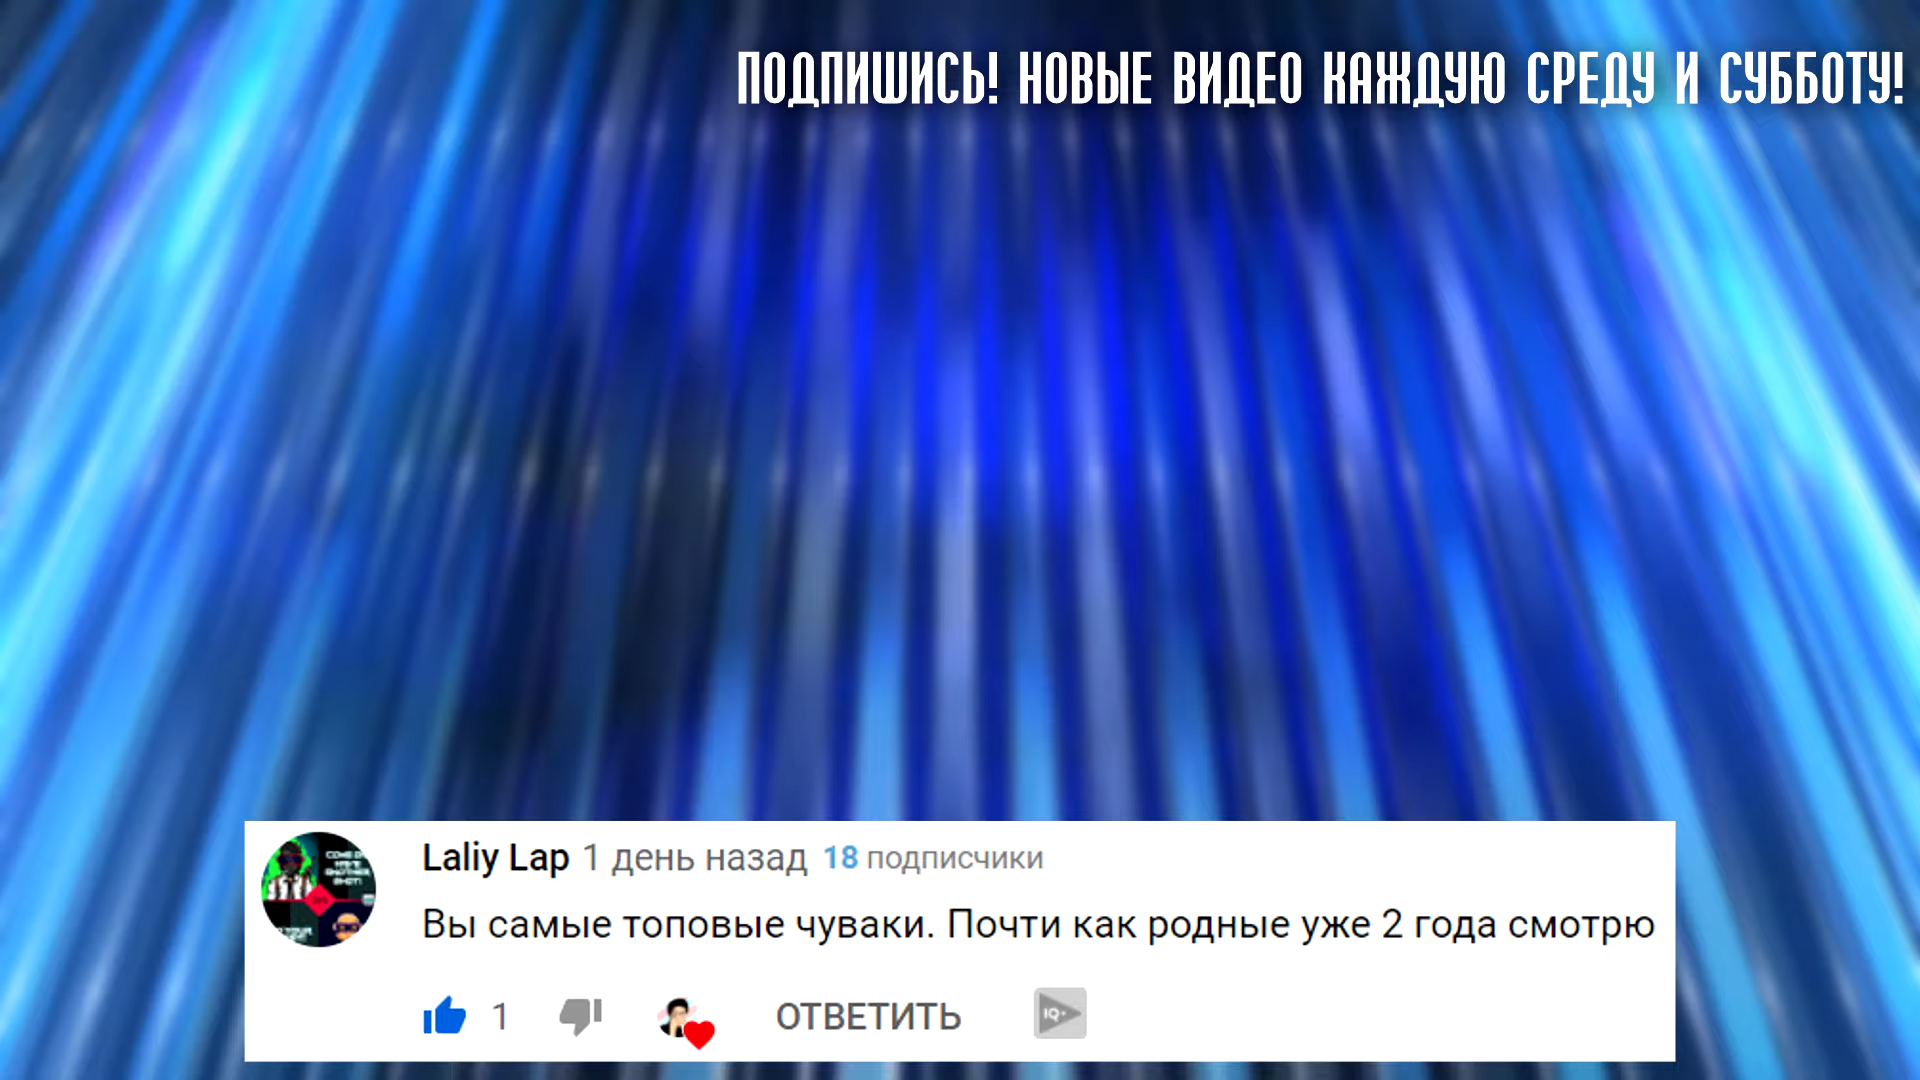 ПОДПИШИСЬ! НОВЫЕ ВИДЕО КАЖДУЮ СРЕДУ И СУББОТУ!
Laliy Lap 1 день назад 18 подписчики
Вы самые топовые чуваки. Почти как родные уже 2 года смотрю
1 ОТВЕТИТЬ IQ+